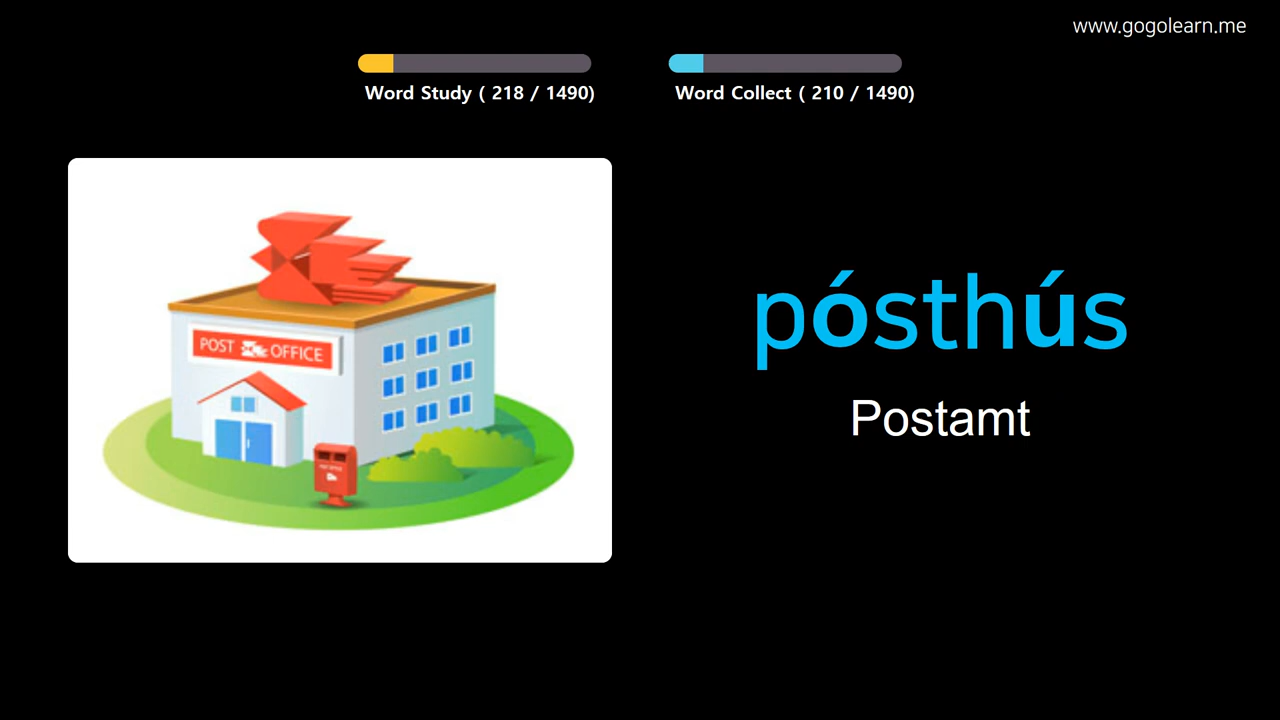 www.gogolearn.me
Word Study ( 218 / 1490)
Word Collect ( 210 / 1490)
POST OFFICE
pósthús
Postamt